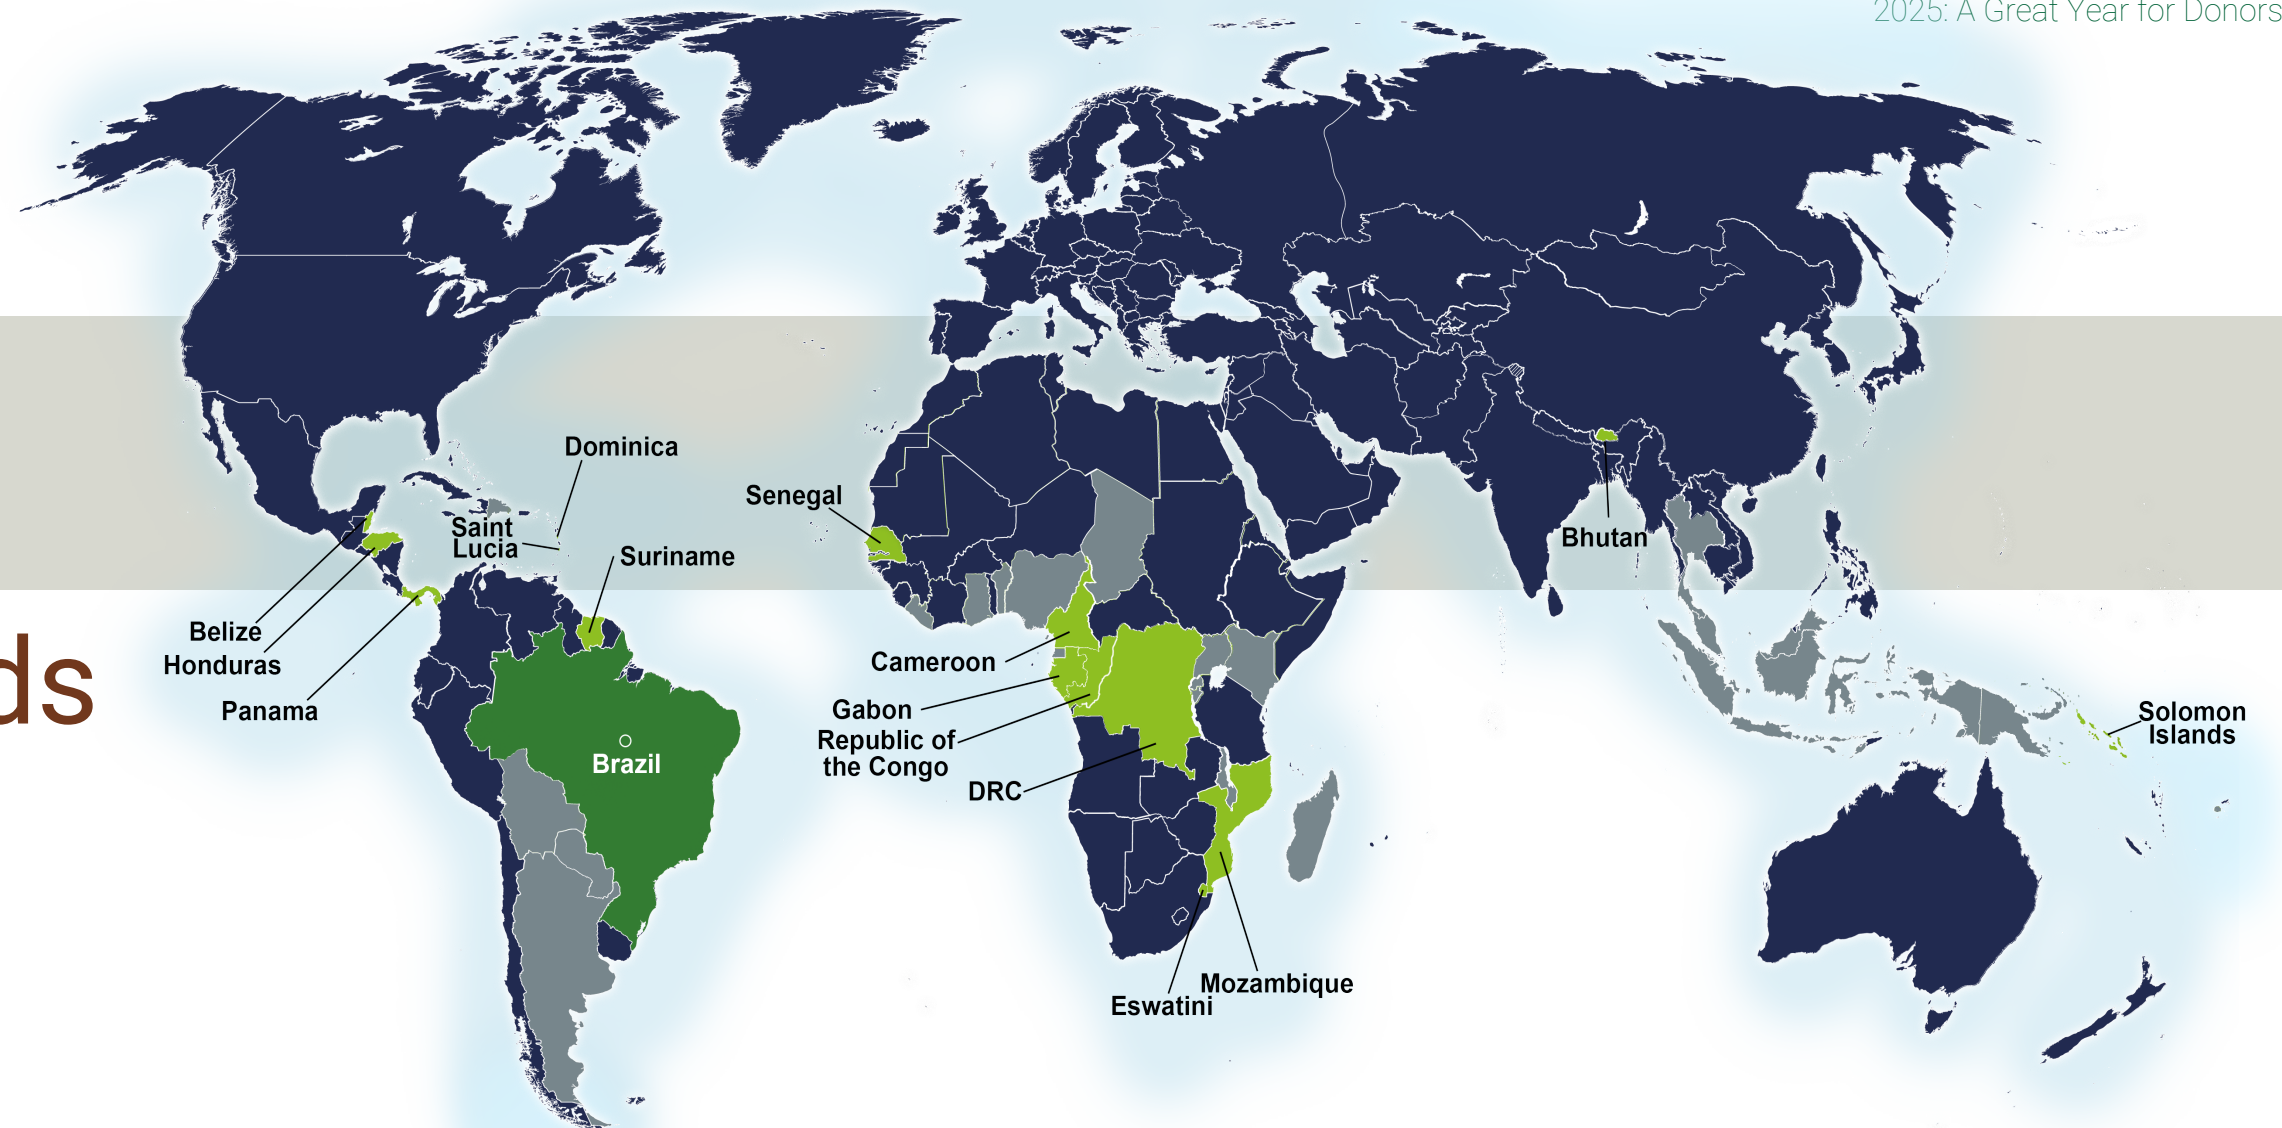 2025: A Great Year for Donors
Dominica
Senegal
Saint
Lucia
Suriname
Bhutan
Belize
Honduras
Panama
ds
Cameroon
Gabon
Republic of
the Congo
DRC
Brazil
Solomon
Islands
Mozambique
Eswatini